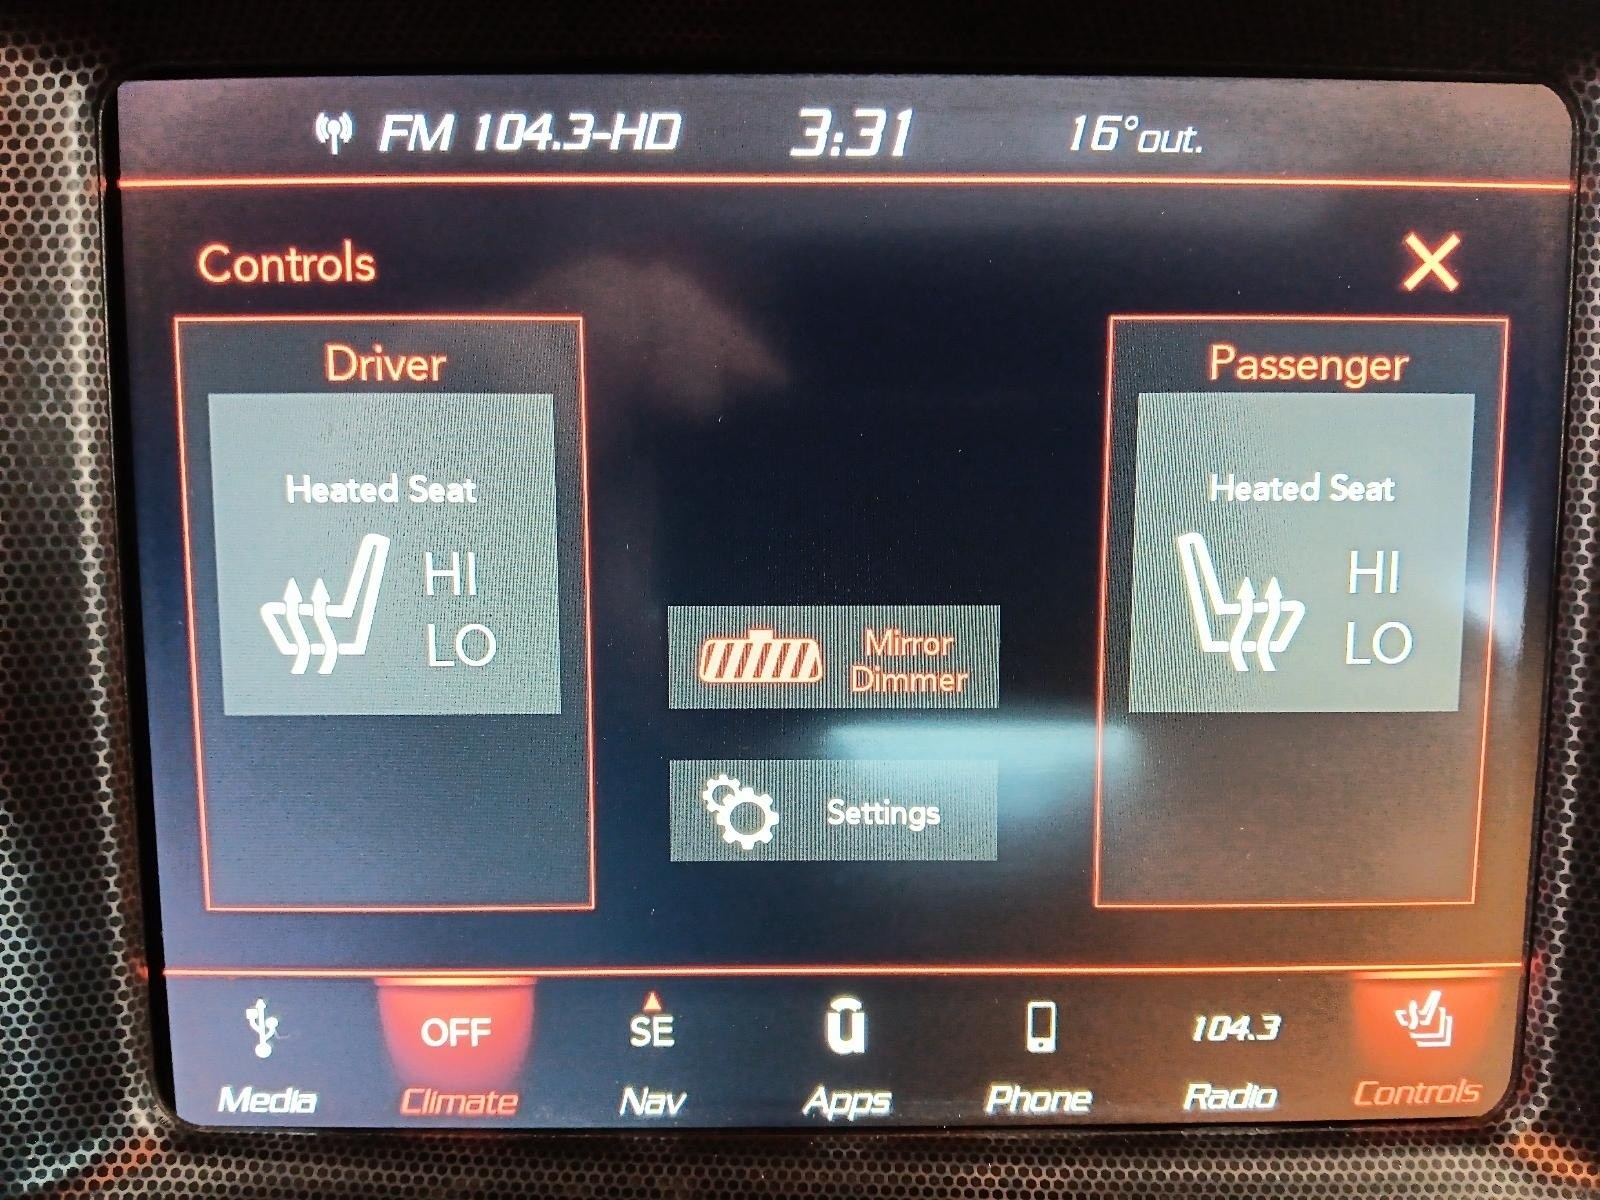 FM 104.3-HD 3:31 16°out.
Controls
Driver
Heated Seat
HI
LO
Mirror
Dimmer
Settings
Passenger
Heated Seat
HI
LO
OFF SE u 104.3
Media Climate Nav Apps Phone Radio Controls